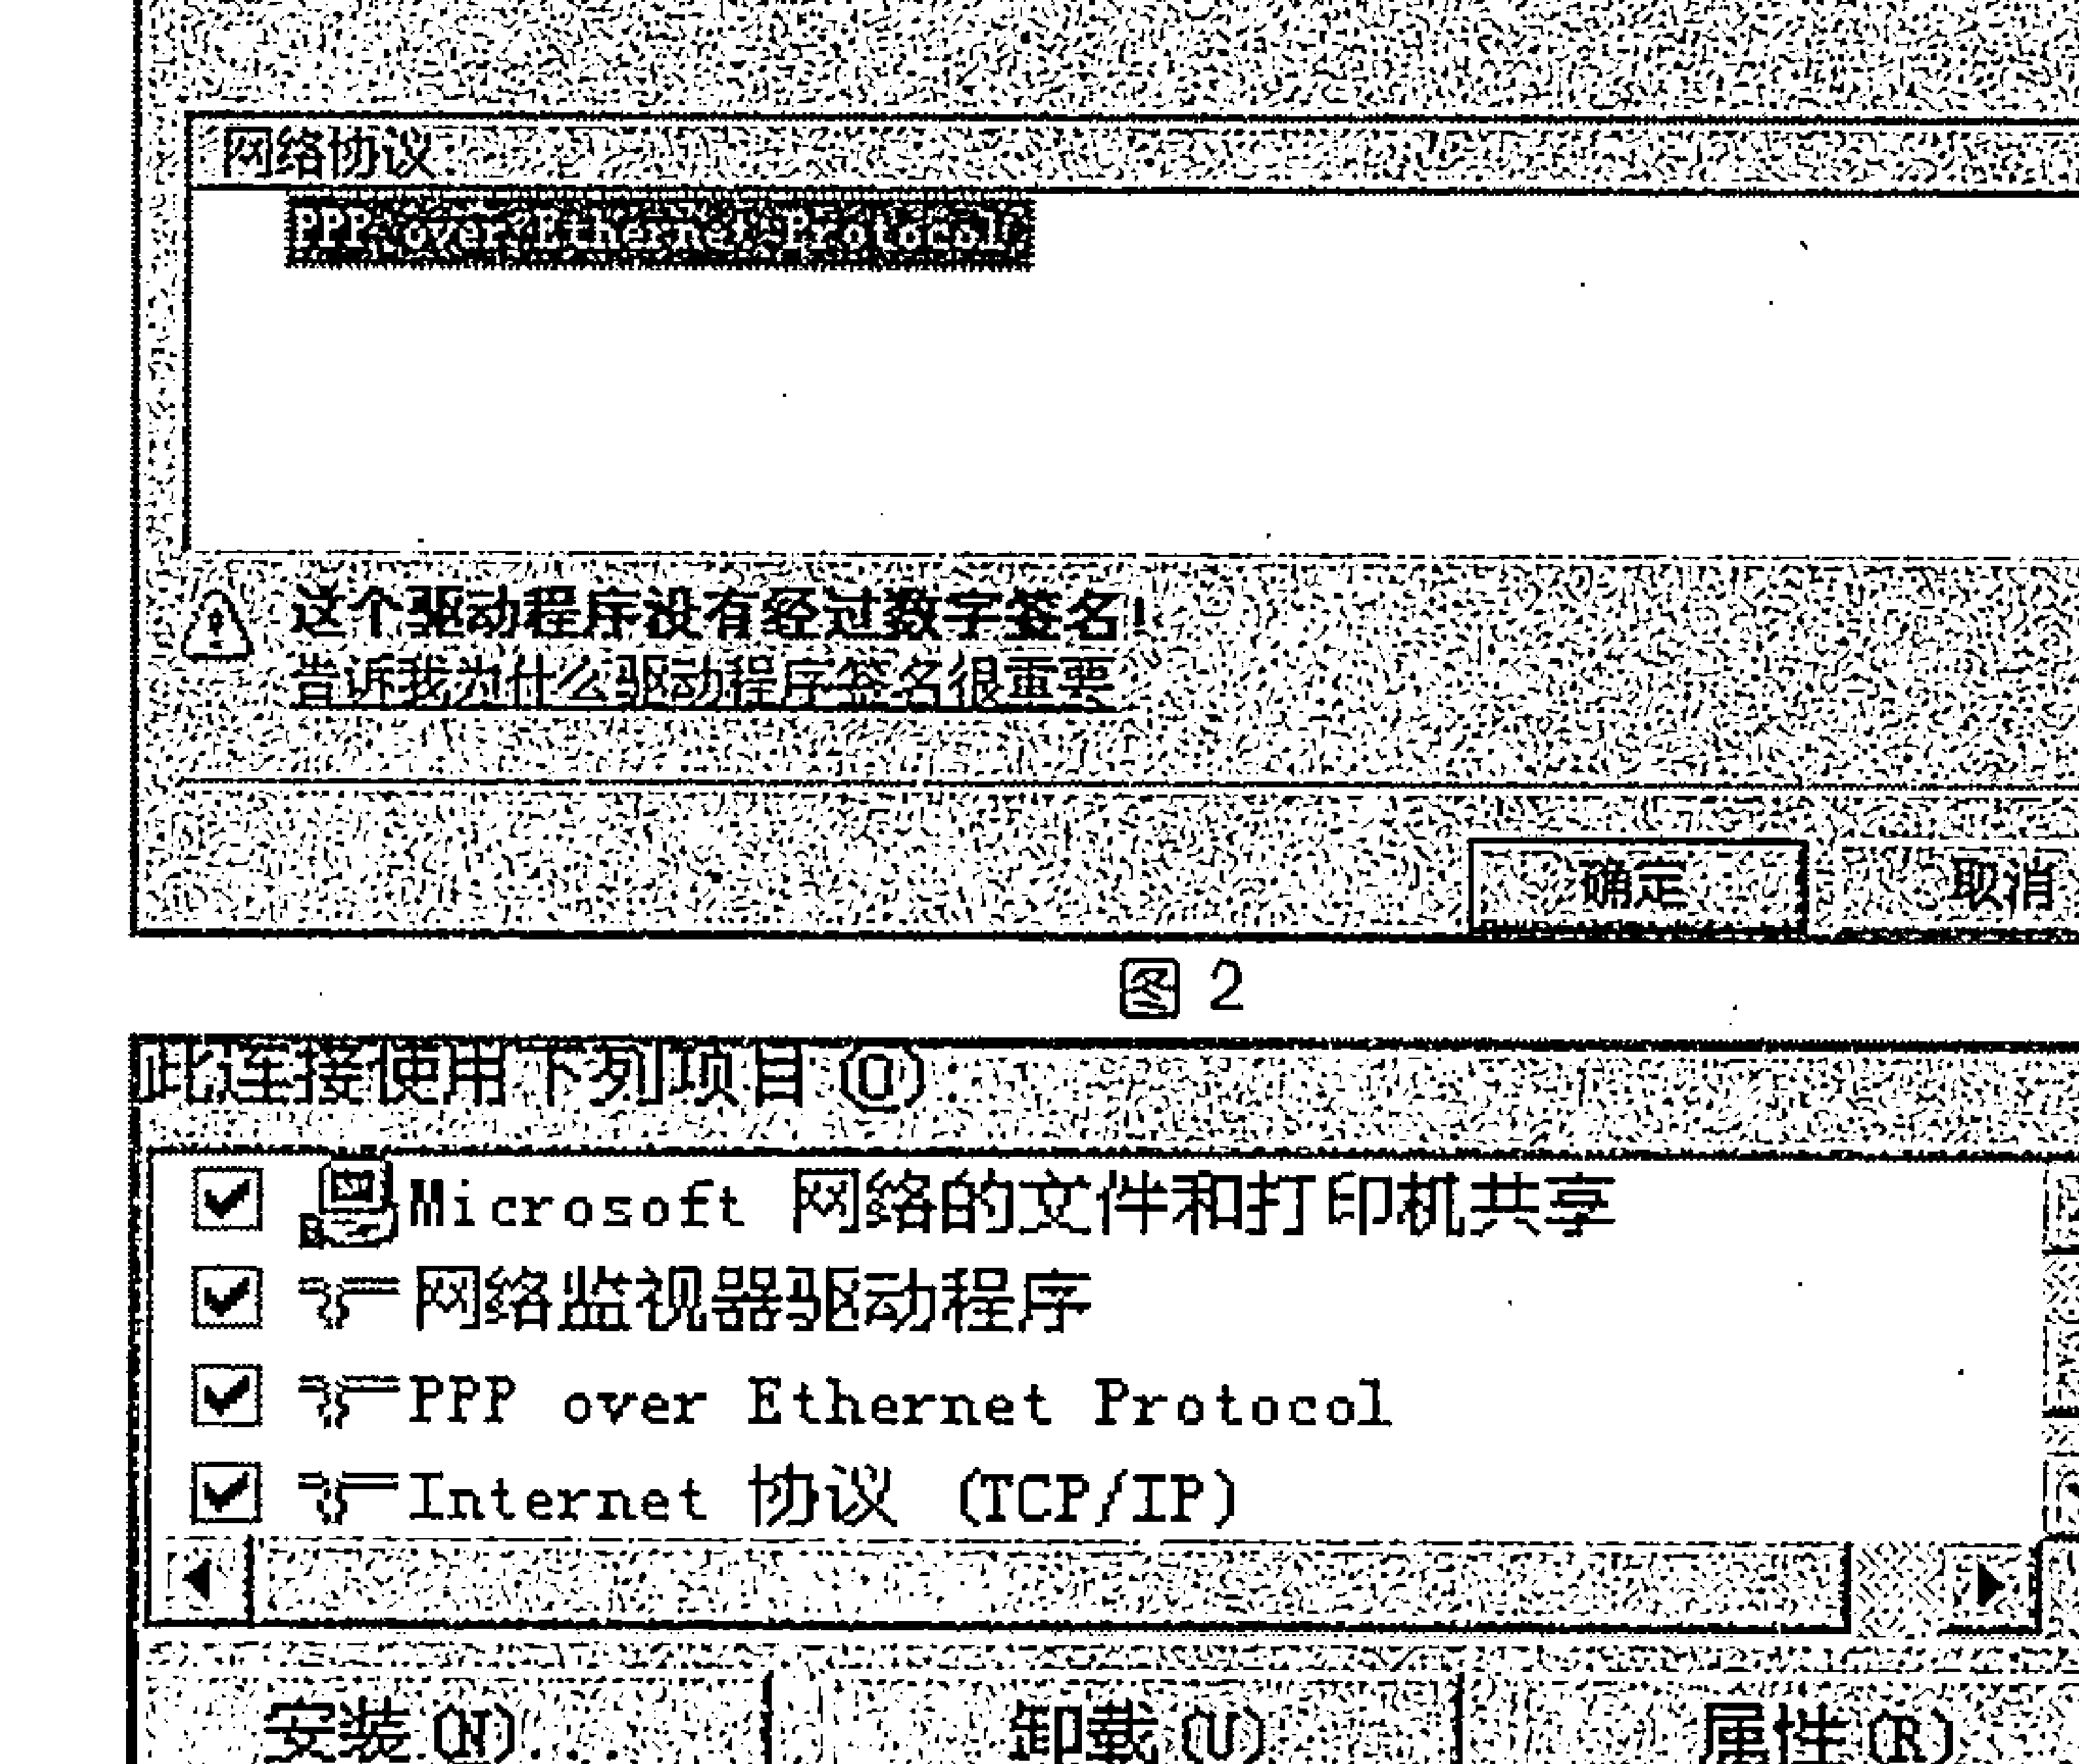 网络协议
PPP over Ethernet Protocol
这个驱动程序没有经过数字签名!
告诉我为什么驱动程序签名很重要
确定 取消
图 2
此连接使用下列项目(O)
Microsoft 网络的文件和打印机共享
网络监视器驱动程序
PPP over Ethernet Protocol
Internet 协议 (TCP/IP)
安装(N) 卸载(U) 属性(R)